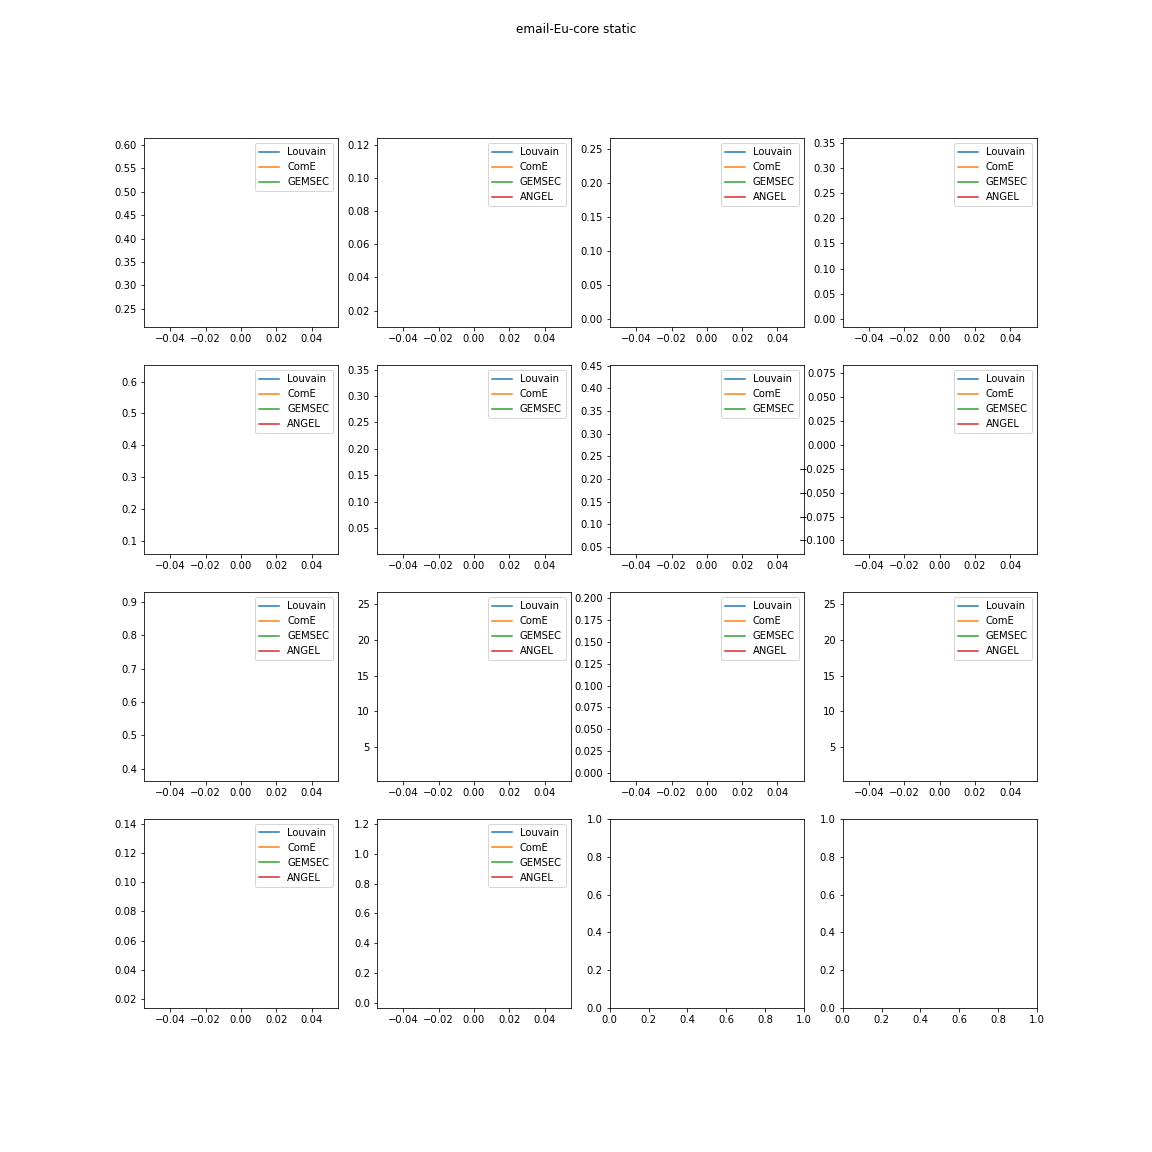 email-Eu-core static
0.60 0.55 0.50 0.45 0.40 0.35 0.30 0.25
Louvain
ComE
GEMSEC
−0.04 −0.02 0.00 0.02 0.04
0.12 0.10 0.08 0.06 0.04 0.02
Louvain
ComE
GEMSEC
ANGEL
−0.04 −0.02 0.00 0.02 0.04
0.25 0.20 0.15 0.10 0.05 0.00
Louvain
ComE
GEMSEC
ANGEL
−0.04 −0.02 0.00 0.02 0.04
0.35 0.30 0.25 0.20 0.15 0.10 0.05 0.00
Louvain
ComE
GEMSEC
ANGEL
−0.04 −0.02 0.00 0.02 0.04
0.6 0.5 0.4 0.3 0.2 0.1
Louvain
ComE
GEMSEC
ANGEL
−0.04 −0.02 0.00 0.02 0.04
0.35 0.30 0.25 0.20 0.15 0.10 0.05
Louvain
ComE
GEMSEC
−0.04 −0.02 0.00 0.02 0.04
0.45 0.40 0.35 0.30 0.25 0.20 0.15 0.10 0.05
Louvain
ComE
GEMSEC
−0.04 −0.02 0.00 0.02 0.04
0.075 0.050 0.025 0.000 −0.025 −0.050 −0.075 −0.100
Louvain
ComE
GEMSEC
ANGEL
−0.04 −0.02 0.00 0.02 0.04
0.9 0.8 0.7 0.6 0.5 0.4
Louvain
ComE
GEMSEC
ANGEL
−0.04 −0.02 0.00 0.02 0.04
25 20 15 10 5
Louvain
ComE
GEMSEC
ANGEL
−0.04 −0.02 0.00 0.02 0.04
0.200 0.175 0.150 0.125 0.100 0.075 0.050 0.025 0.000
Louvain
ComE
GEMSEC
ANGEL
−0.04 −0.02 0.00 0.02 0.04
25 20 15 10 5
Louvain
ComE
GEMSEC
ANGEL
−0.04 −0.02 0.00 0.02 0.04
0.14 0.12 0.10 0.08 0.06 0.04 0.02
Louvain
ComE
GEMSEC
ANGEL
−0.04 −0.02 0.00 0.02 0.04
1.2 1.0 0.8 0.6 0.4 0.2 0.0
Louvain
ComE
GEMSEC
ANGEL
−0.04 −0.02 0.00 0.02 0.04
1.0 0.8 0.6 0.4 0.2 0.0
0.0 0.2 0.4 0.6 0.8 1.0
1.0 0.8 0.6 0.4 0.2 0.0
0.0 0.2 0.4 0.6 0.8 1.0